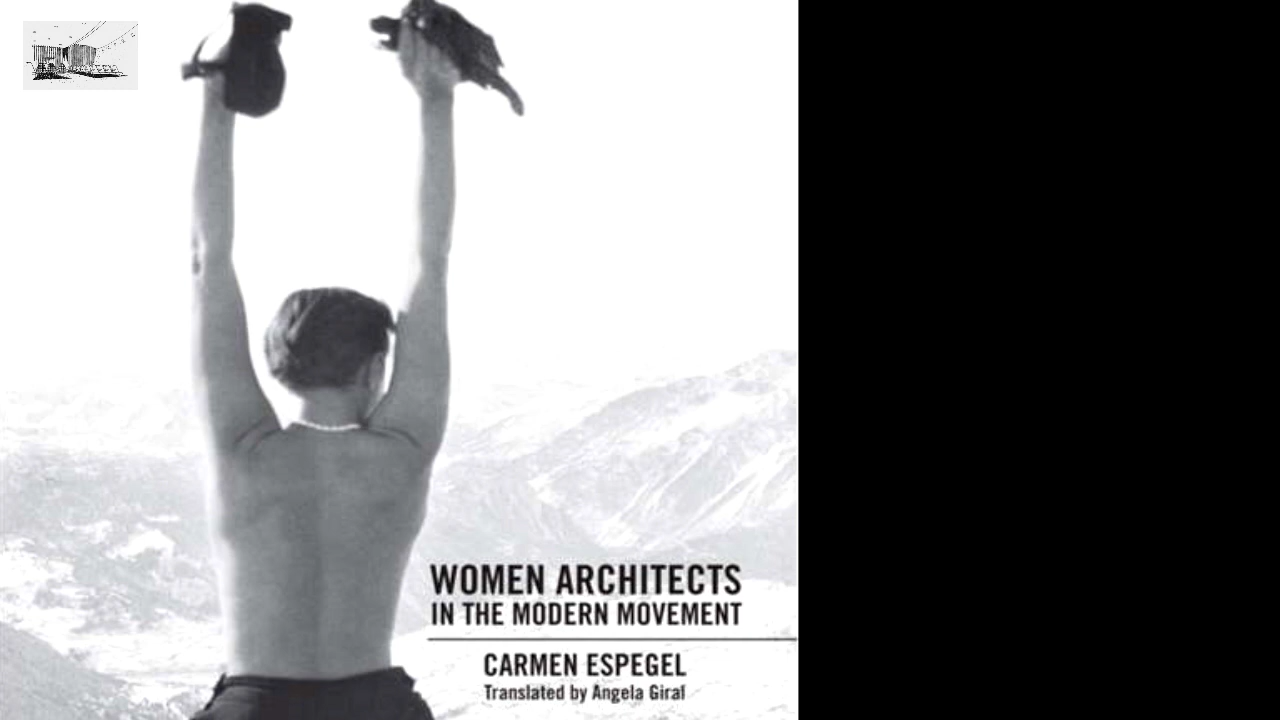 WOMEN ARCHITECTS
IN THE MODERN MOVEMENT
CARMEN ESPEGEL
Translated by Angela Giral